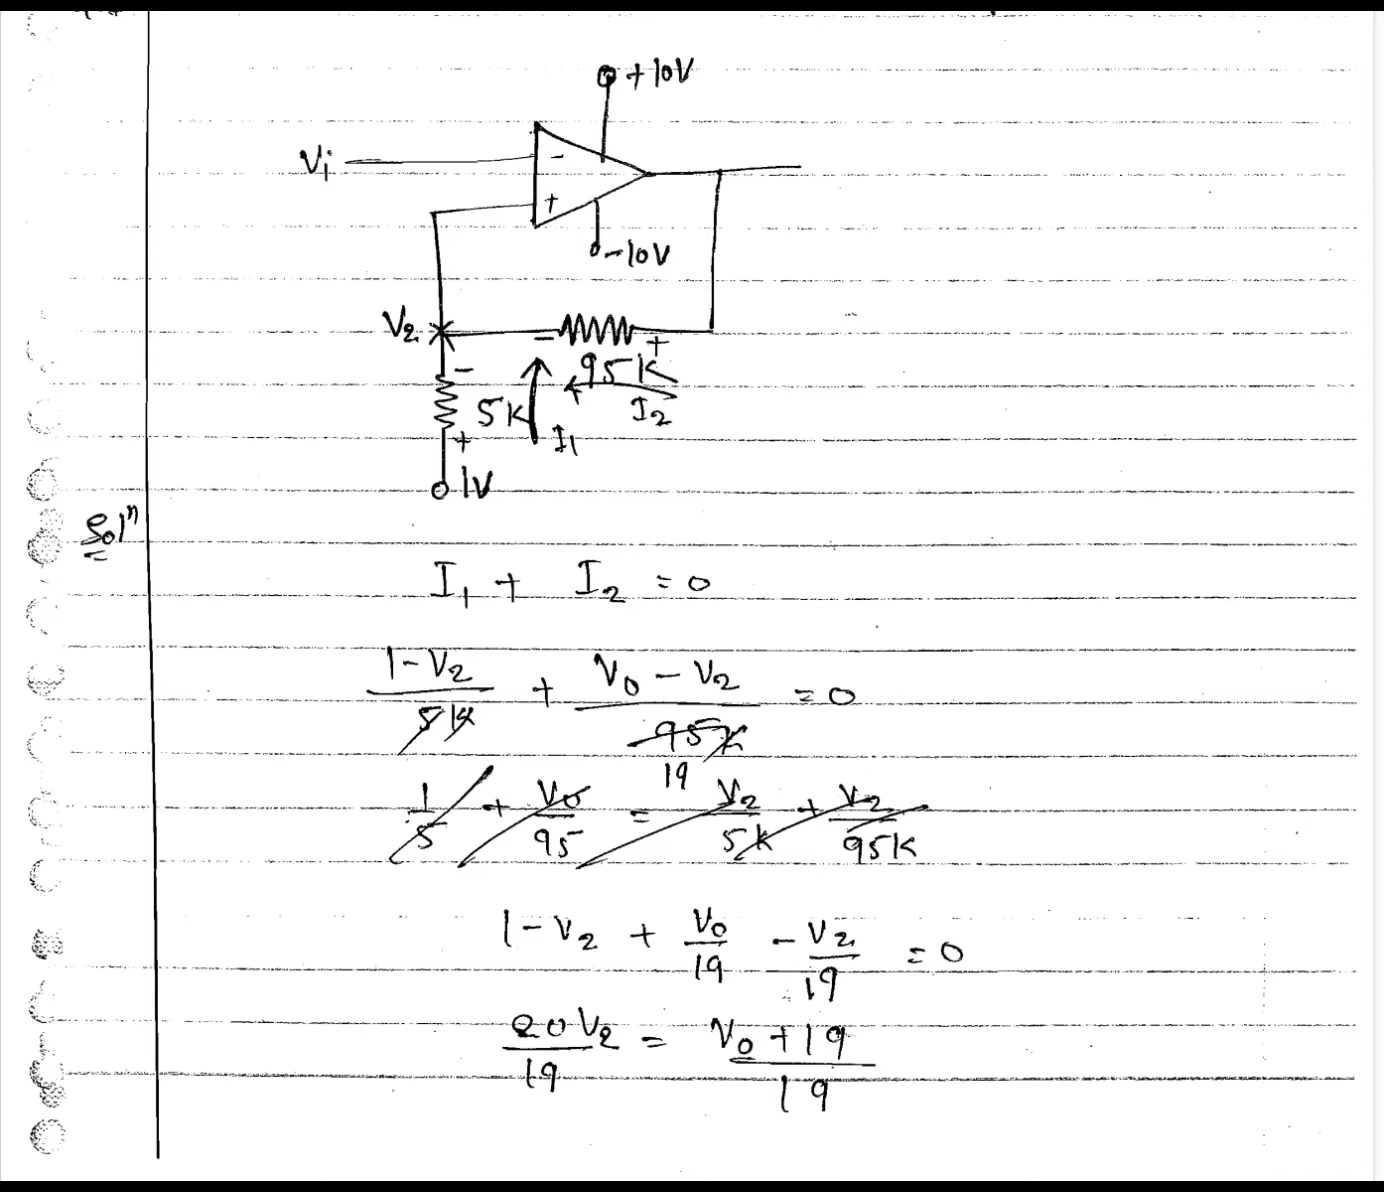 +10V
Vi
-
+
-10V
V2
- +
95K
-
5K
I2
+
I1
1V
Solⁿ
I1 + I2 = 0
1-V2/5K + V0-V2/95K = 0
19
1/5 + V0/95 = V2/5K + V2/95K
1-V2 + V0/19 - V2/19 = 0
20V2/19 = V0+19/19